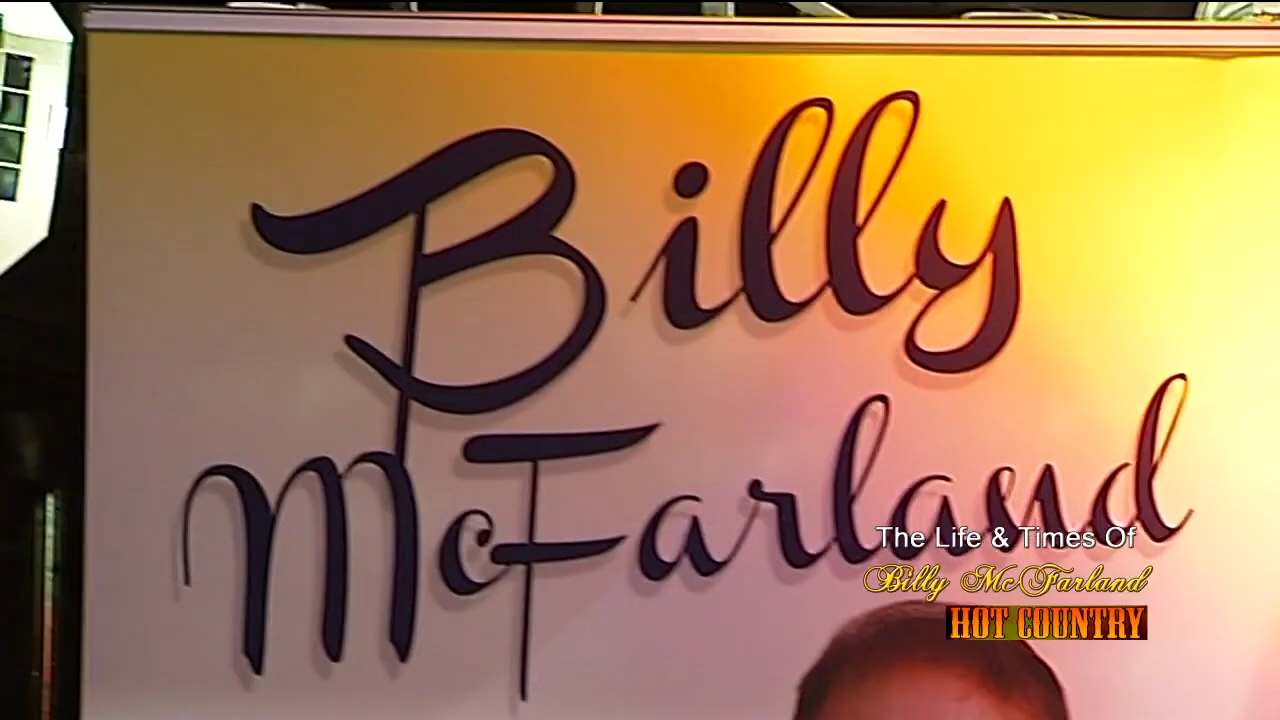 Billy
McFarland
The Life & Times Of
Billy McFarland
HOT COUNTRY